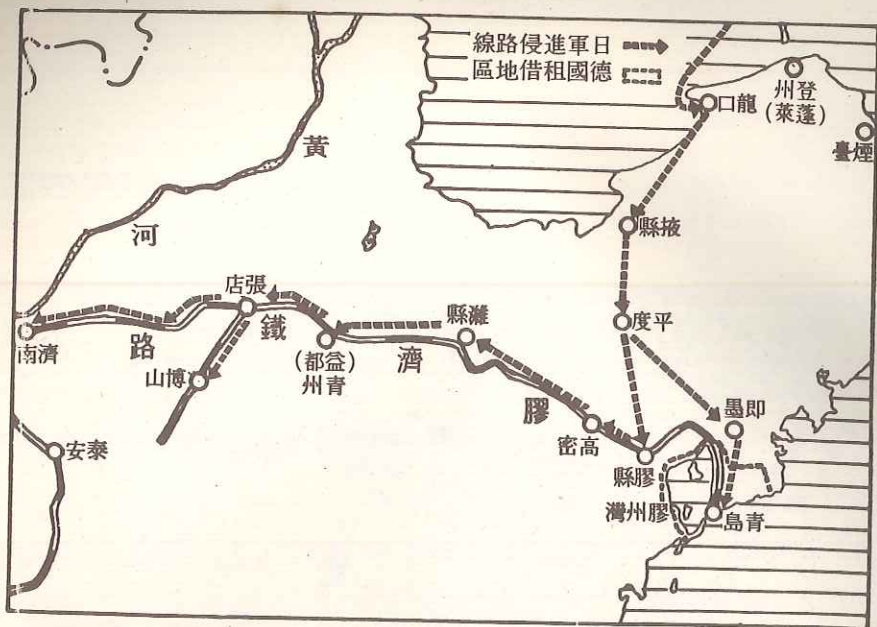 日軍進侵路線
德國租借地區
登州
(蓬萊)
煙臺
龍口
掖縣
平度
即墨
青島
膠州灣
膠縣
高密
濰縣
(益都)
青州
張店
博山
濟南
泰安
黃河
膠濟鐵路